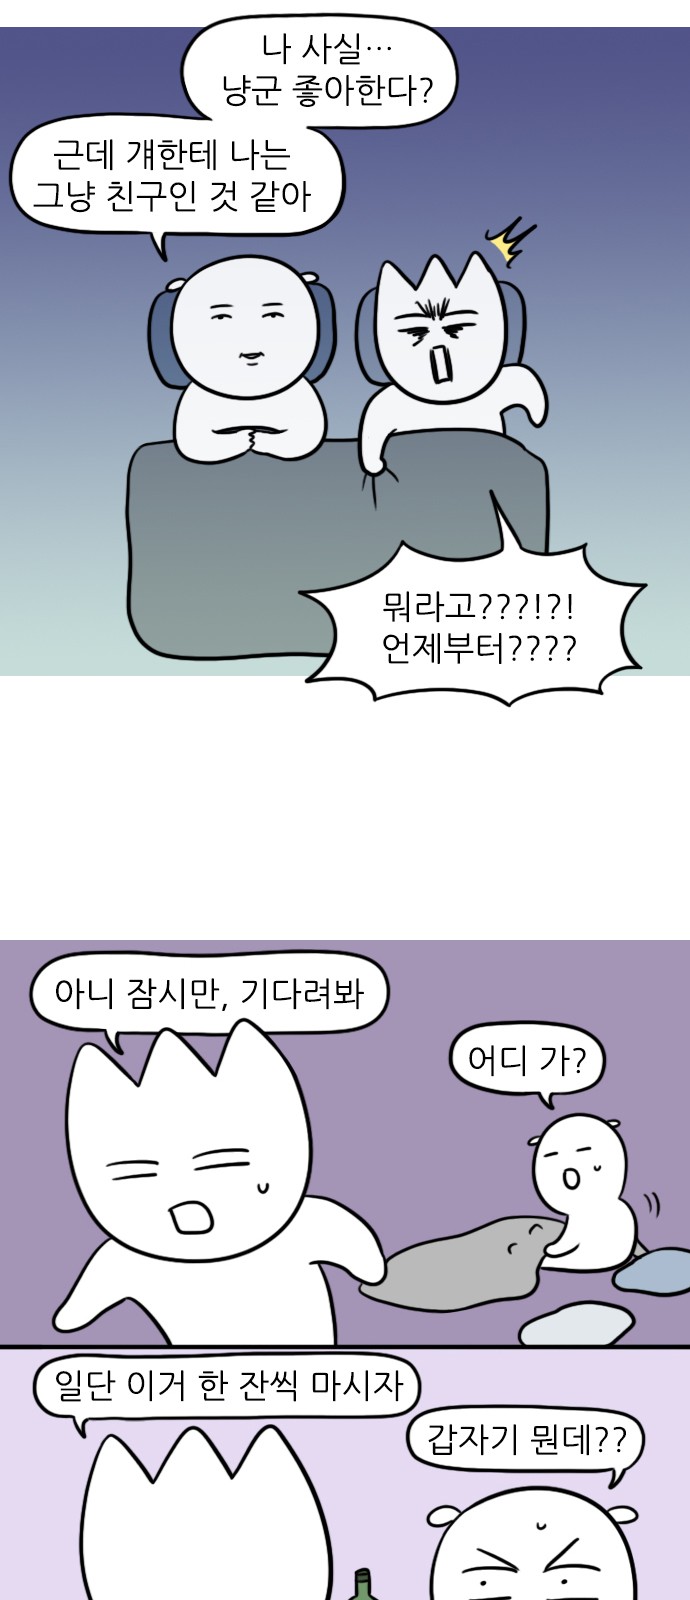 나 사실…
냥군 좋아한다?
근데 걔한테 나는
그냥 친구인 것 같아
뭐라고???!?!
언제부터????
아니 잠시만, 기다려봐
어디 가?
일단 이거 한 잔씩 마시자
갑자기 뭔데??